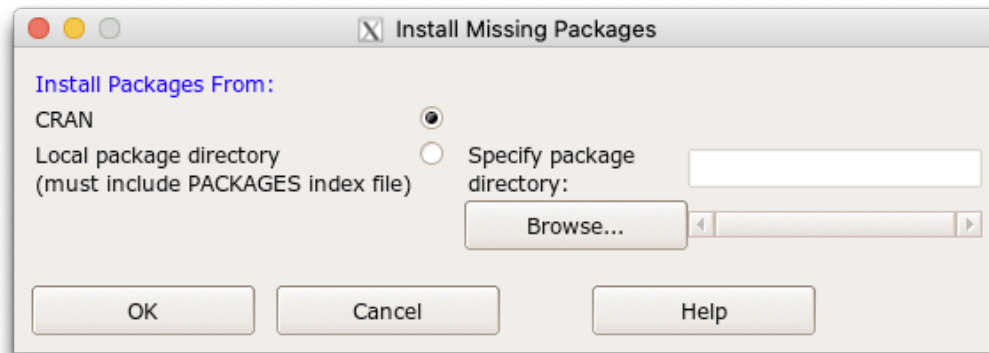 Install Missing Packages
Install Packages From:
CRAN
Local package directory
(must include PACKAGES index file)
Specify package
directory:
Browse...
OK
Cancel
Help